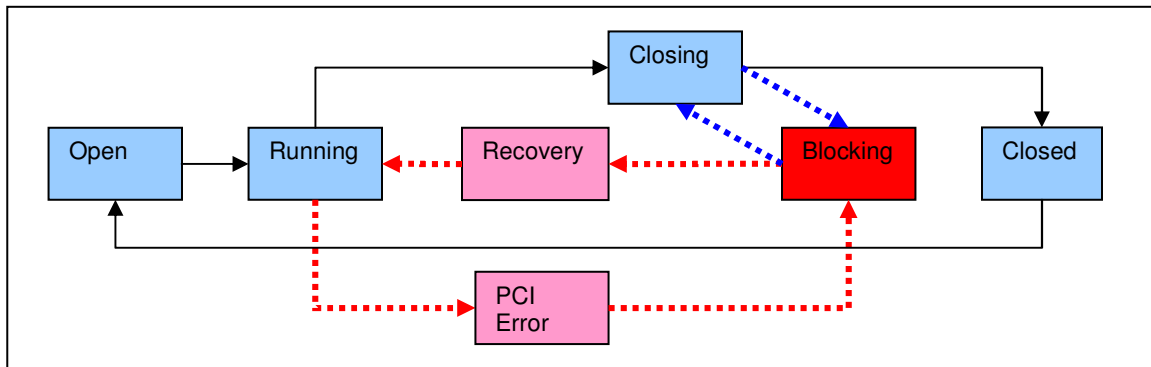 Closing
Open
Running
Recovery
Blocking
Closed
PCI
Error